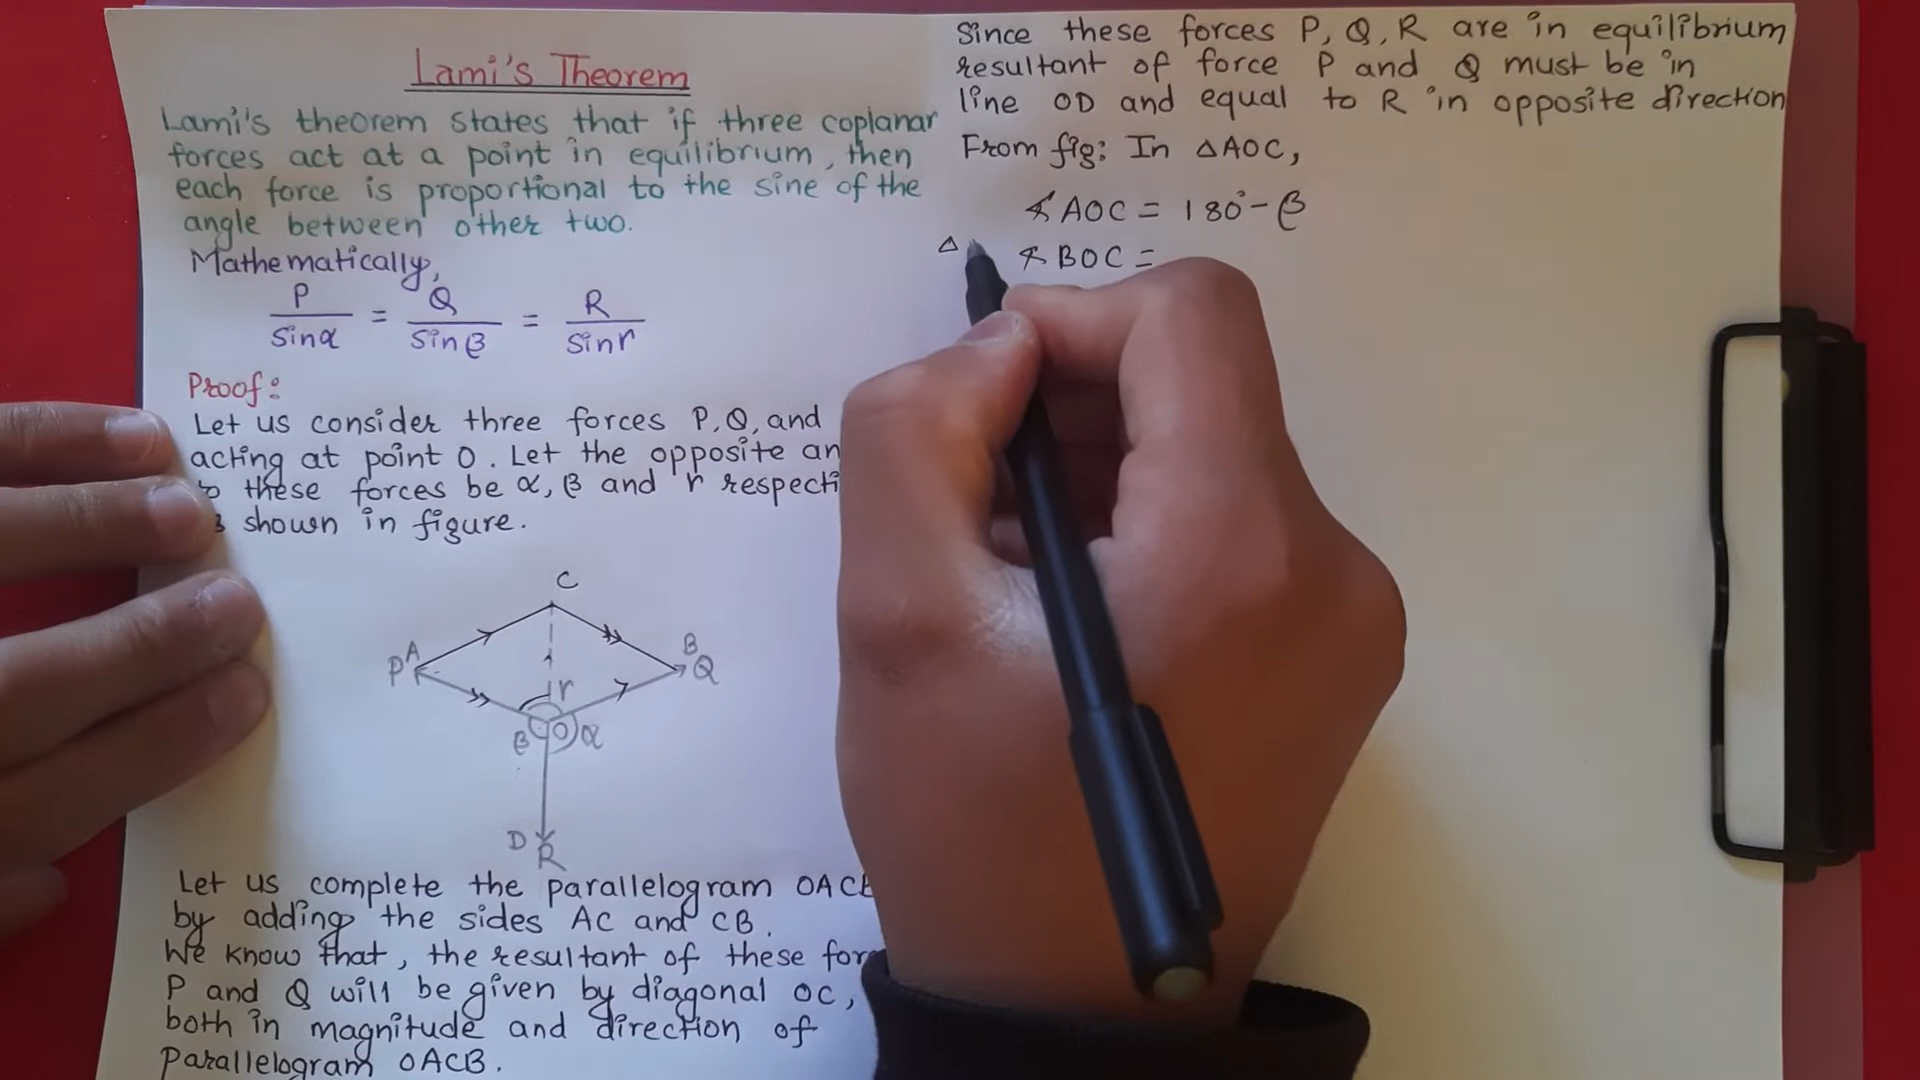 Lami's Theorem
Lami's theorem states that if three coplanar
forces act at a point in equilibrium, then
each force is proportional to the sine of the
angle between other two.
Mathematically,
P/sinα = Q/sinβ = R/sinr
Proof:
Let us consider three forces P, Q, and
acting at point O. Let the opposite
these forces be α, β and r
shown in figure.
C
A
P
B
Q
r
β
O
α
D
R
Let us complete the parallelogram OACB
by adding the sides AC and CB.
We know that, the resultant of these
P and Q will be given by diagonal OC,
both in magnitude and direction of
Parallelogram OACB.
Since these forces P, Q, R are in equilibrium
resultant of force P and Q must be in
line OD and equal to R in opposite direction
From fig: In ΔAOC,
∡AOC = 180° - β
Δ ∡BOC =